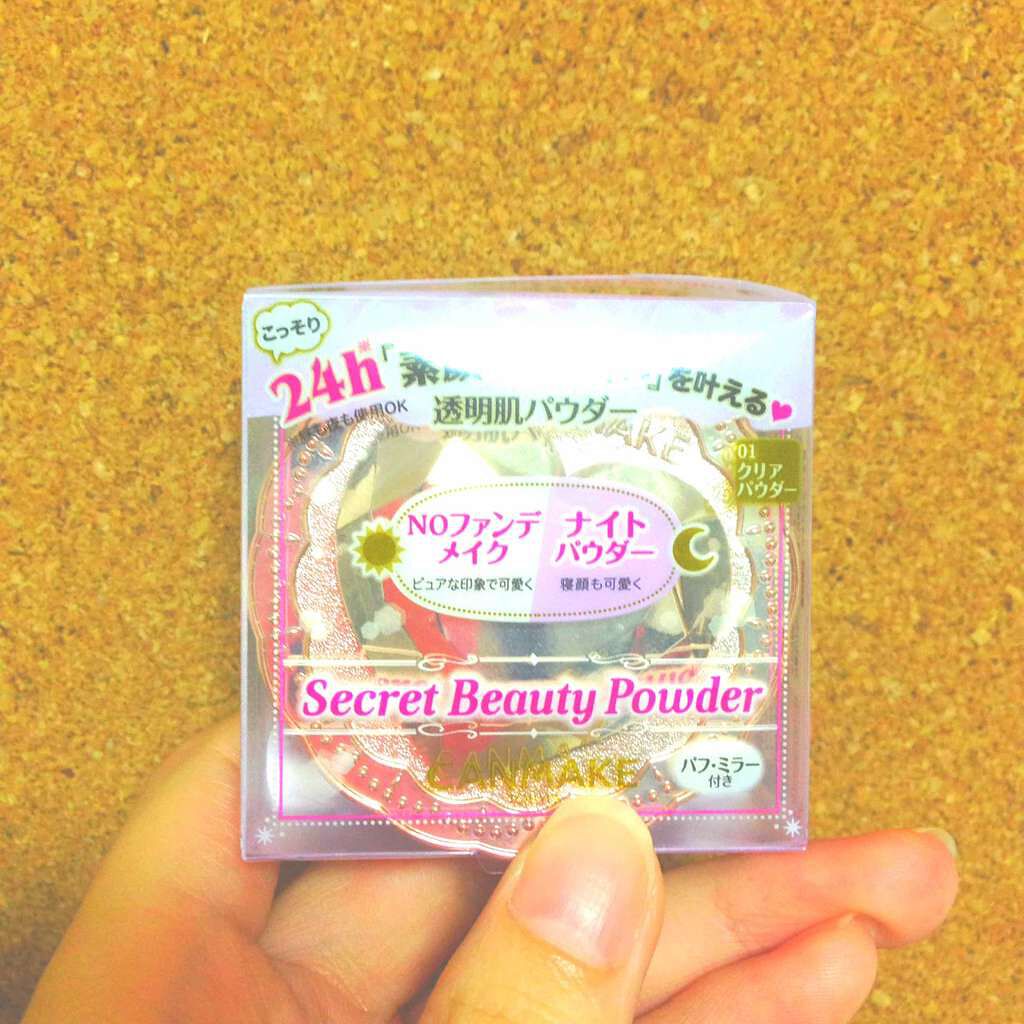 こっそり
24h※「素 」を叶える
も使用OK
透明肌パウダー
01
クリア
パウダー
NOファンデ
メイク
ピュアな印象で可愛く
ナイト
パウダー
寝顔も可愛く
Secret Beauty Powder
CANMAKE
パフ・ミラー
付き